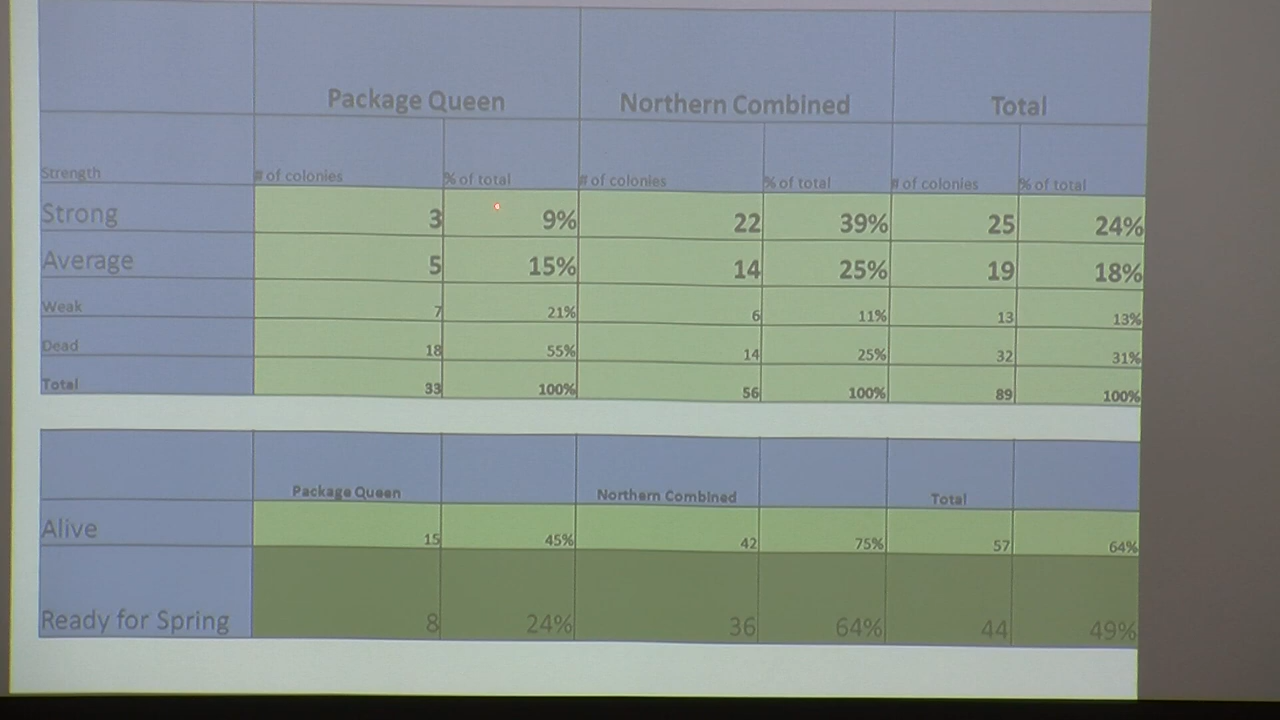 Package Queen Northern Combined Total
Strength # of colonies % of total # of colonies % of total # of colonies % of total
Strong 3 9% 22 39% 25 24%
Average 5 15% 14 25% 19 18%
Weak 7 21% 6 11% 13 13%
Dead 18 55% 14 25% 32 31%
Total 33 100% 56 100% 89 100%
Package Queen Northern Combined Total
Alive 15 45% 42 75% 57 64%
Ready for Spring 8 24% 36 64% 44 49%